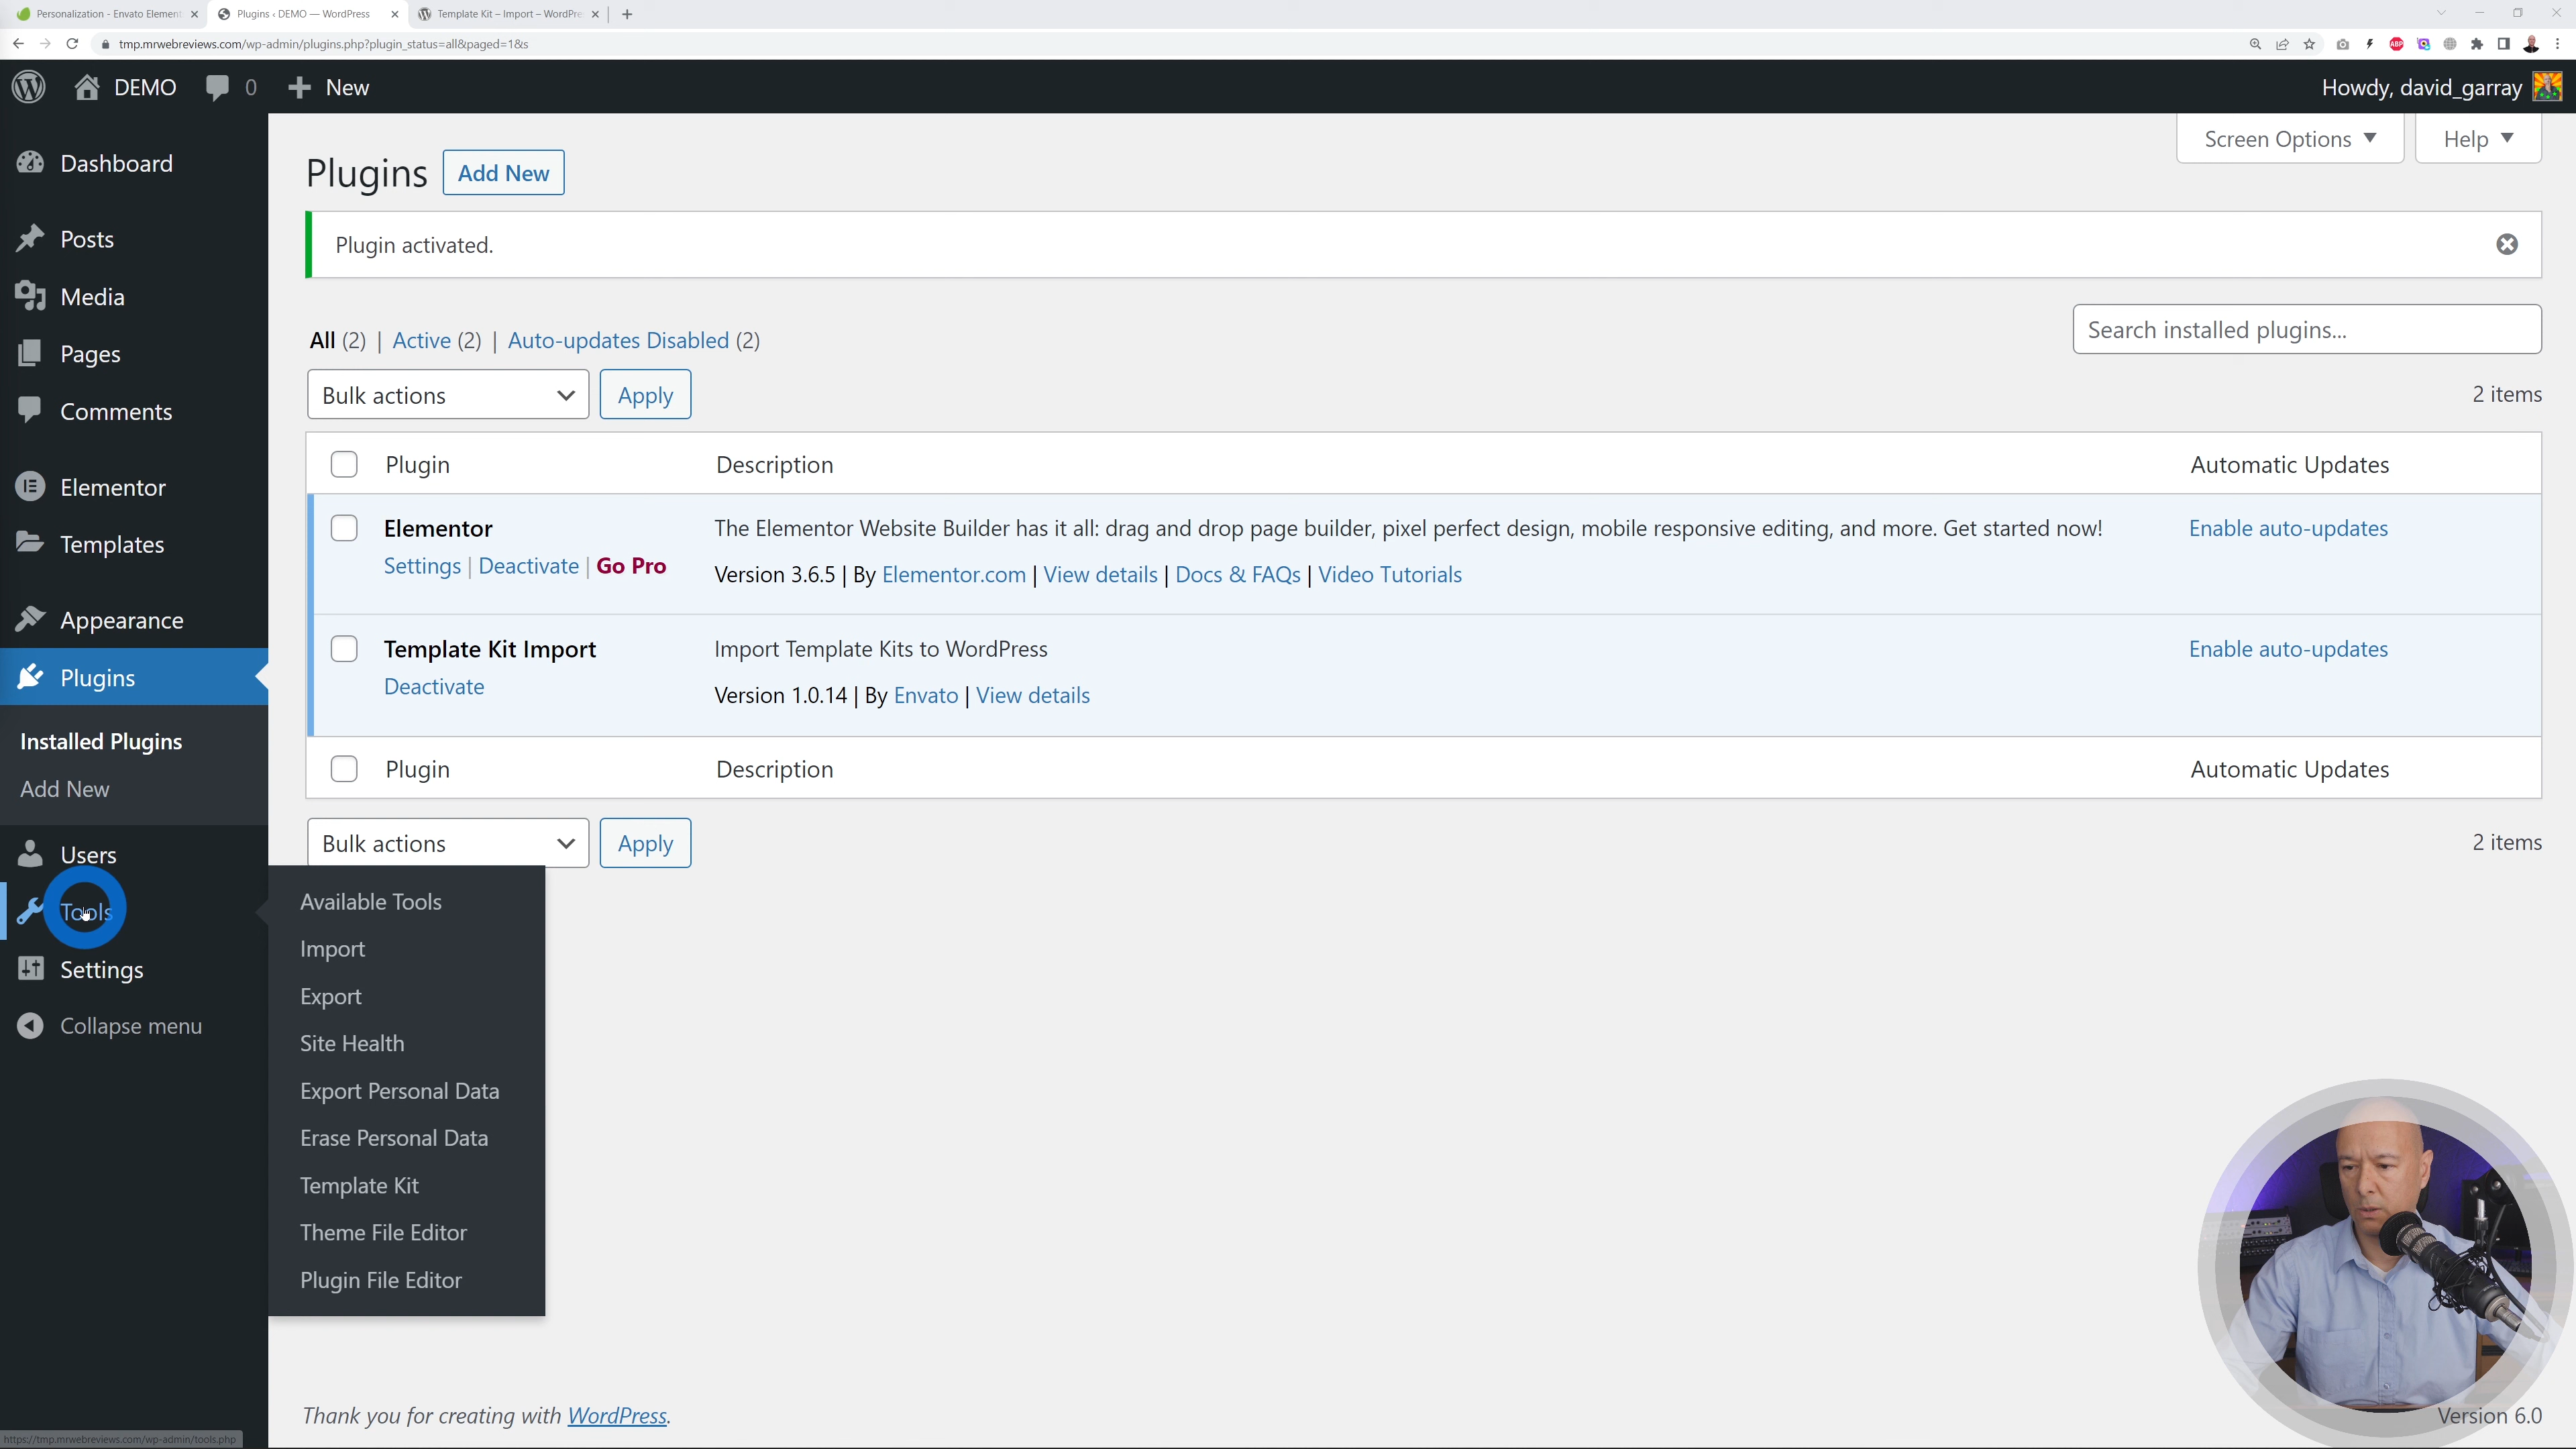 Personalization - Envato Element
Plugins ‹ DEMO — WordPress
Template Kit – Import – WordPre
tmp.mrwebreviews.com/wp-admin/plugins.php?plugin_status=all&paged=1&s
ABP
DEMO
0
New
Howdy, david_garray
Dashboard
Posts
Media
Pages
Comments
Elementor
Templates
Appearance
Plugins
Installed Plugins
Add New
Users
Tools
Settings
Collapse menu
Screen Options
Help
Plugins
Add New
Plugin activated.
All (2) | Active (2) | Auto-updates Disabled (2)
Search installed plugins...
Bulk actions
Apply
2 items
Plugin
Description
Automatic Updates
Elementor
Settings | Deactivate | Go Pro
The Elementor Website Builder has it all: drag and drop page builder, pixel perfect design, mobile responsive editing, and more. Get started now!
Version 3.6.5 | By Elementor.com | View details | Docs & FAQs | Video Tutorials
Enable auto-updates
Template Kit Import
Deactivate
Import Template Kits to WordPress
Version 1.0.14 | By Envato | View details
Enable auto-updates
Plugin
Description
Automatic Updates
Bulk actions
Apply
2 items
Available Tools
Import
Export
Site Health
Export Personal Data
Erase Personal Data
Template Kit
Theme File Editor
Plugin File Editor
Thank you for creating with WordPress.
Version 6.0
https://tmp.mrwebreviews.com/wp-admin/tools.php